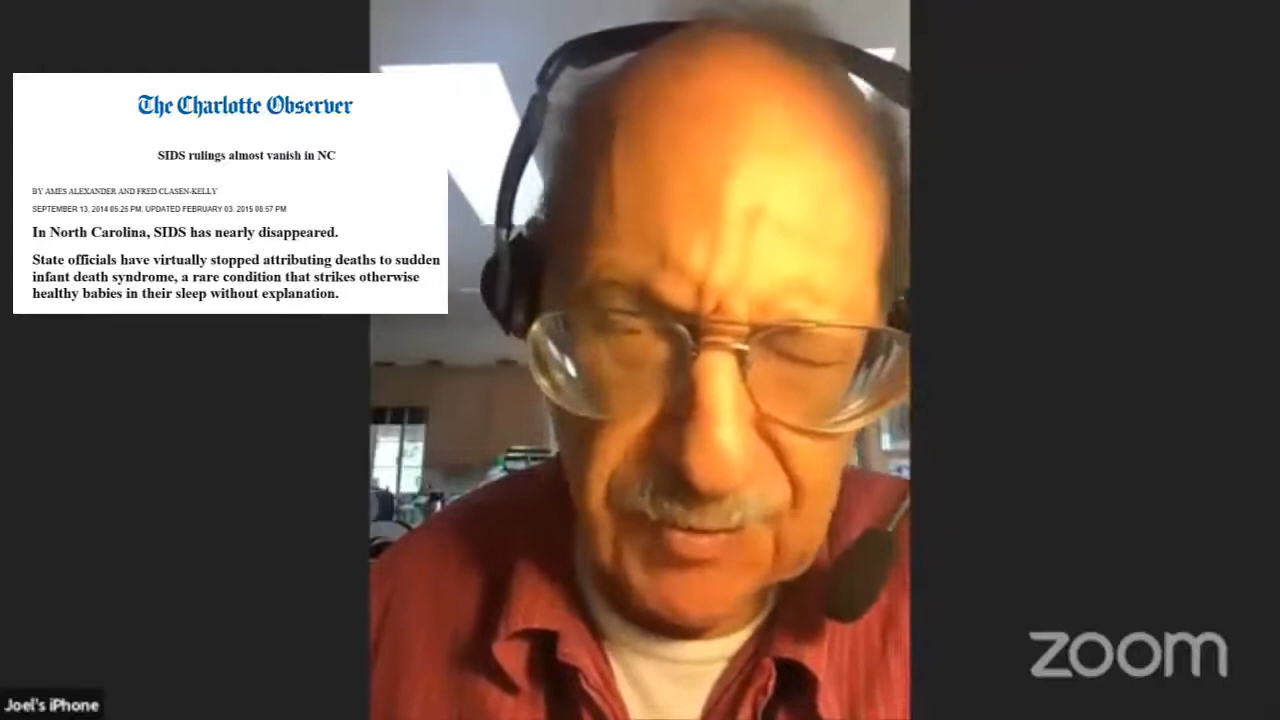 The Charlotte Observer
SIDS rulings almost vanish in NC
BY AMES ALEXANDER AND FRED CLASEN-KELLY
SEPTEMBER 13, 2014 05:25 PM, UPDATED FEBRUARY 03, 2015 08:57 PM
In North Carolina, SIDS has nearly disappeared.
State officials have virtually stopped attributing deaths to sudden
infant death syndrome, a rare condition that strikes otherwise
healthy babies in their sleep without explanation.
zoom
Joel's iPhone